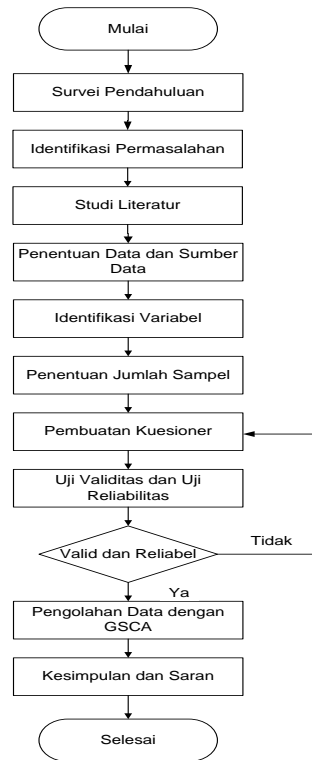 Mulai
Survei Pendahuluan
Identifikasi Permasalahan
Studi Literatur
Penentuan Data dan Sumber
Data
Identifikasi Variabel
Penentuan Jumlah Sampel
Pembuatan Kuesioner
Uji Validitas dan Uji
Reliabilitas
Valid dan Reliabel
Tidak
Ya
Pengolahan Data dengan
GSCA
Kesimpulan dan Saran
Selesai